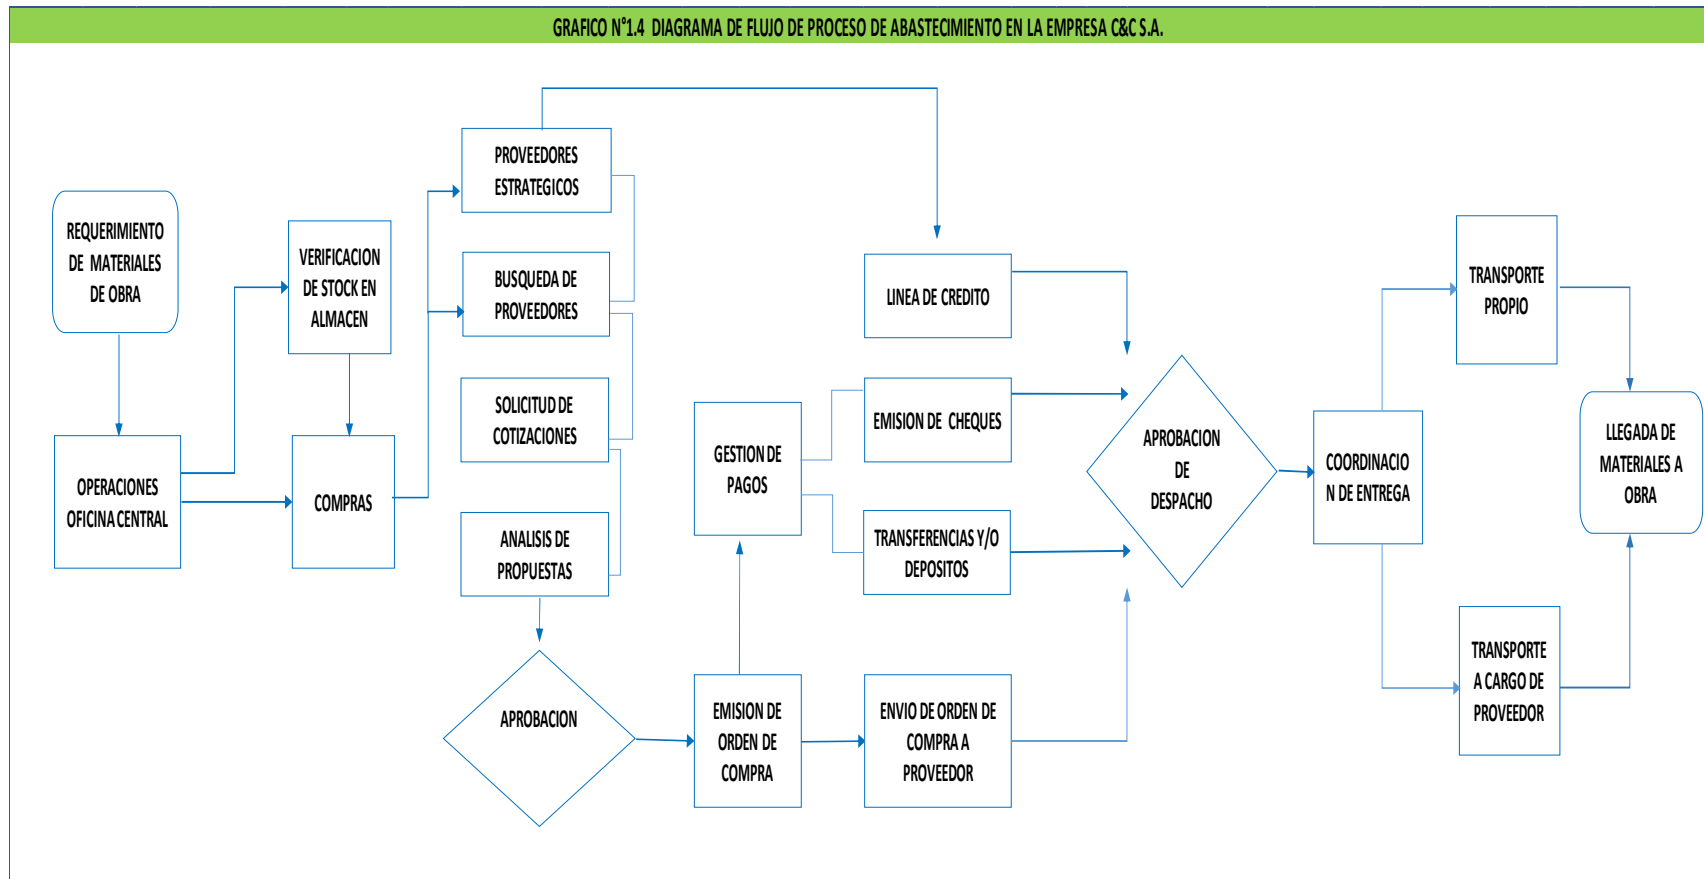 GRAFICO N°1.4 DIAGRAMA DE FLUJO DE PROCESO DE ABASTECIMIENTO EN LA EMPRESA C&C S.A.
REQUERIMIENTO
DE MATERIALES
DE OBRA
OPERACIONES
OFICINA CENTRAL
VERIFICACION
DE STOCK EN
ALMACEN
COMPRAS
PROVEEDORES
ESTRATEGICOS
BUSQUEDA DE
PROVEEDORES
SOLICITUD DE
COTIZACIONES
ANALISIS DE
PROPUESTAS
APROBACION
EMISION DE
ORDEN DE
COMPRA
GESTION DE
PAGOS
LINEA DE CREDITO
EMISION DE CHEQUES
TRANSFERENCIAS Y/O
DEPOSITOS
ENVIO DE ORDEN DE
COMPRA A
PROVEEDOR
APROBACION
DE
DESPACHO
COORDINACIO
N DE ENTREGA
TRANSPORTE
PROPIO
TRANSPORTE
A CARGO DE
PROVEEDOR
LLEGADA DE
MATERIALES A
OBRA